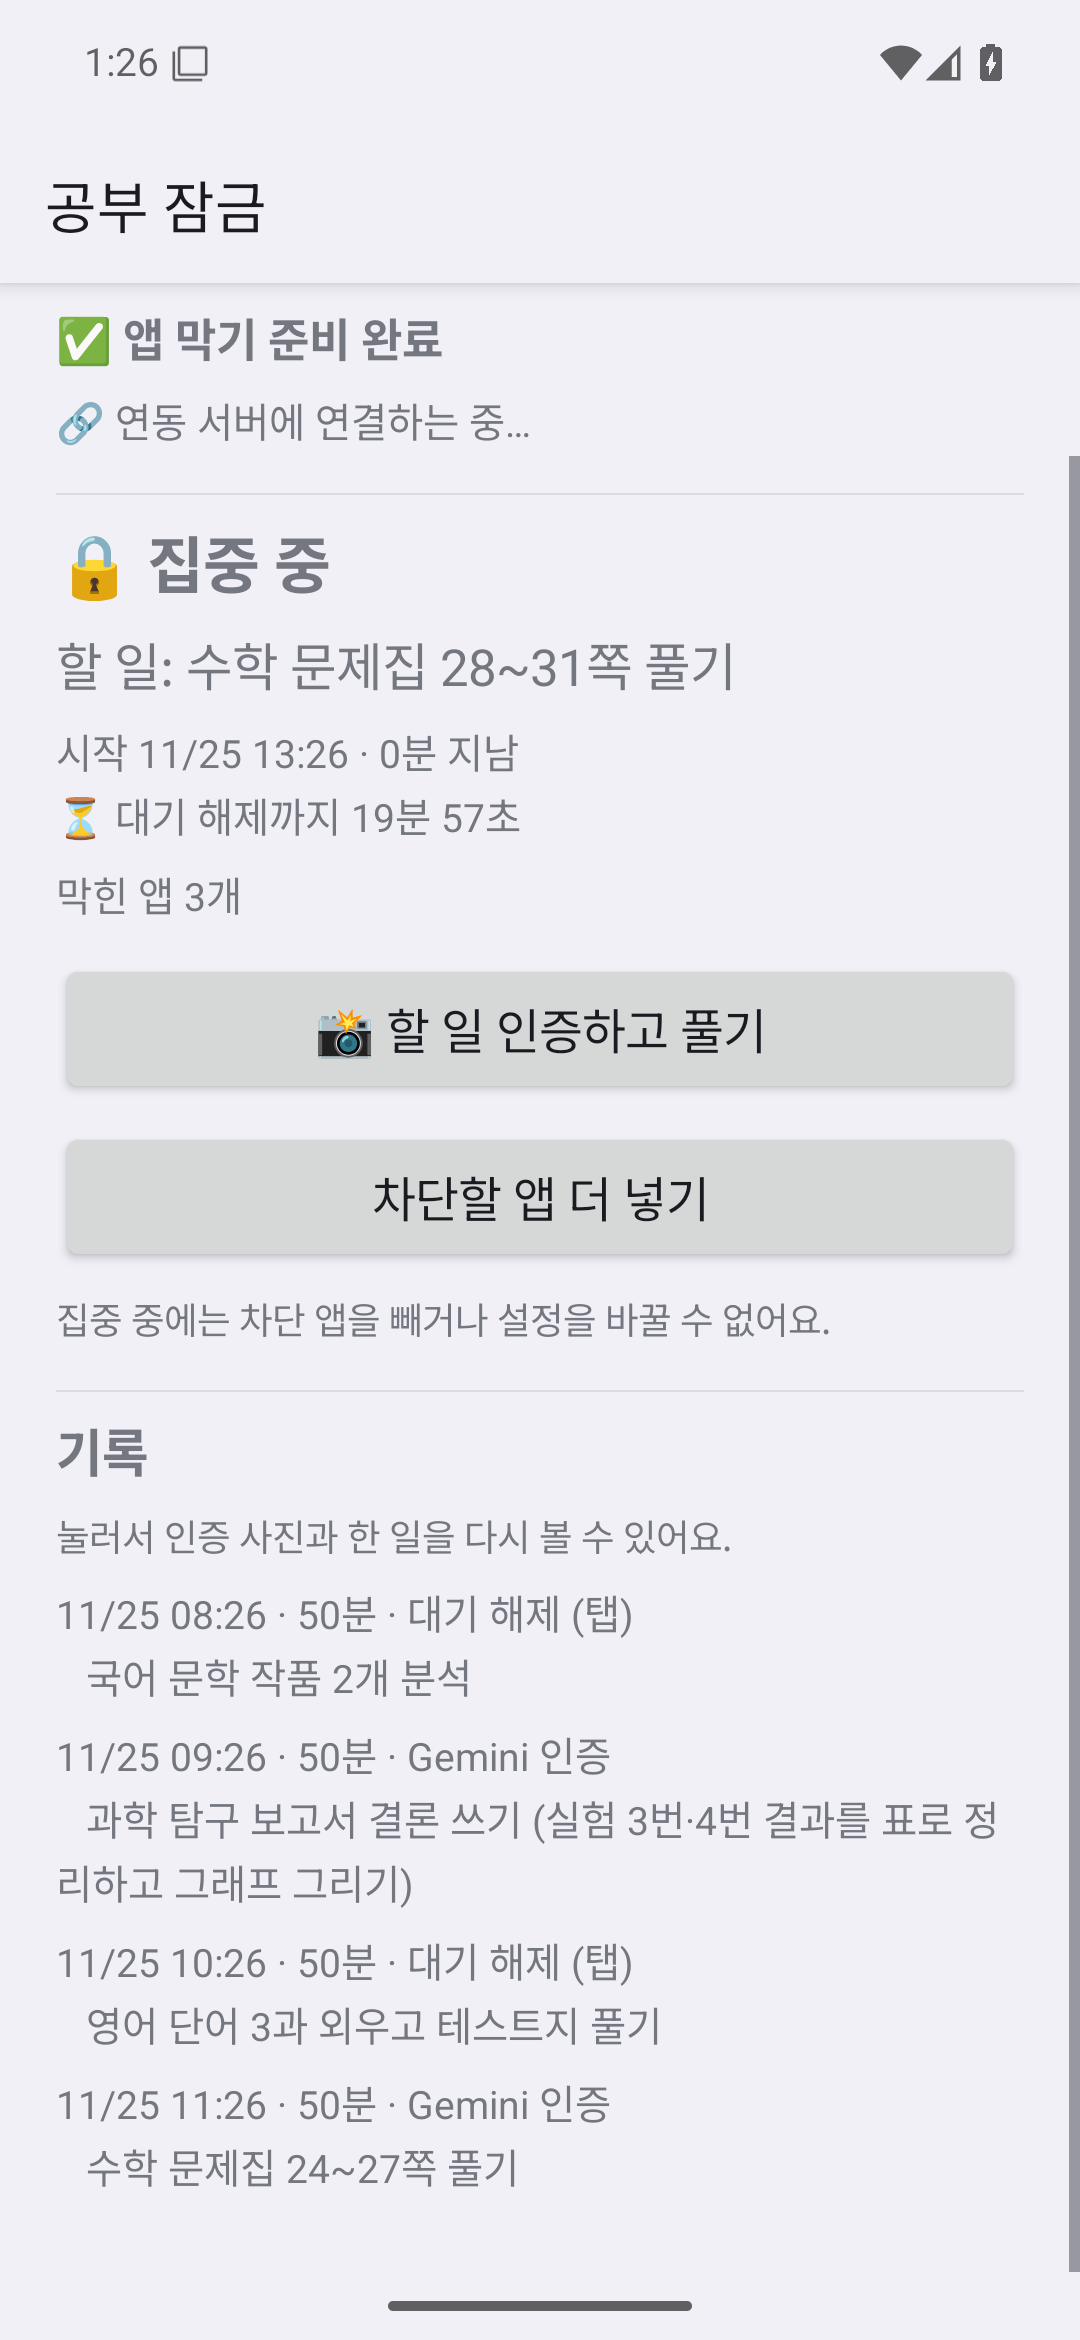 1:26
공부 잠금
✅ 앱 막기 준비 완료
🔗 연동 서버에 연결하는 중…
🔒 집중 중
할 일: 수학 문제집 28~31쪽 풀기
시작 11/25 13:26 · 0분 지남
⏳ 대기 해제까지 19분 57초
막힌 앱 3개
📸 할 일 인증하고 풀기
차단할 앱 더 넣기
집중 중에는 차단 앱을 빼거나 설정을 바꿀 수 없어요.
기록
눌러서 인증 사진과 한 일을 다시 볼 수 있어요.
11/25 08:26 · 50분 · 대기 해제 (탭)
국어 문학 작품 2개 분석
11/25 09:26 · 50분 · Gemini 인증
과학 탐구 보고서 결론 쓰기 (실험 3번·4번 결과를 표로 정
리하고 그래프 그리기)
11/25 10:26 · 50분 · 대기 해제 (탭)
영어 단어 3과 외우고 테스트지 풀기
11/25 11:26 · 50분 · Gemini 인증
수학 문제집 24~27쪽 풀기